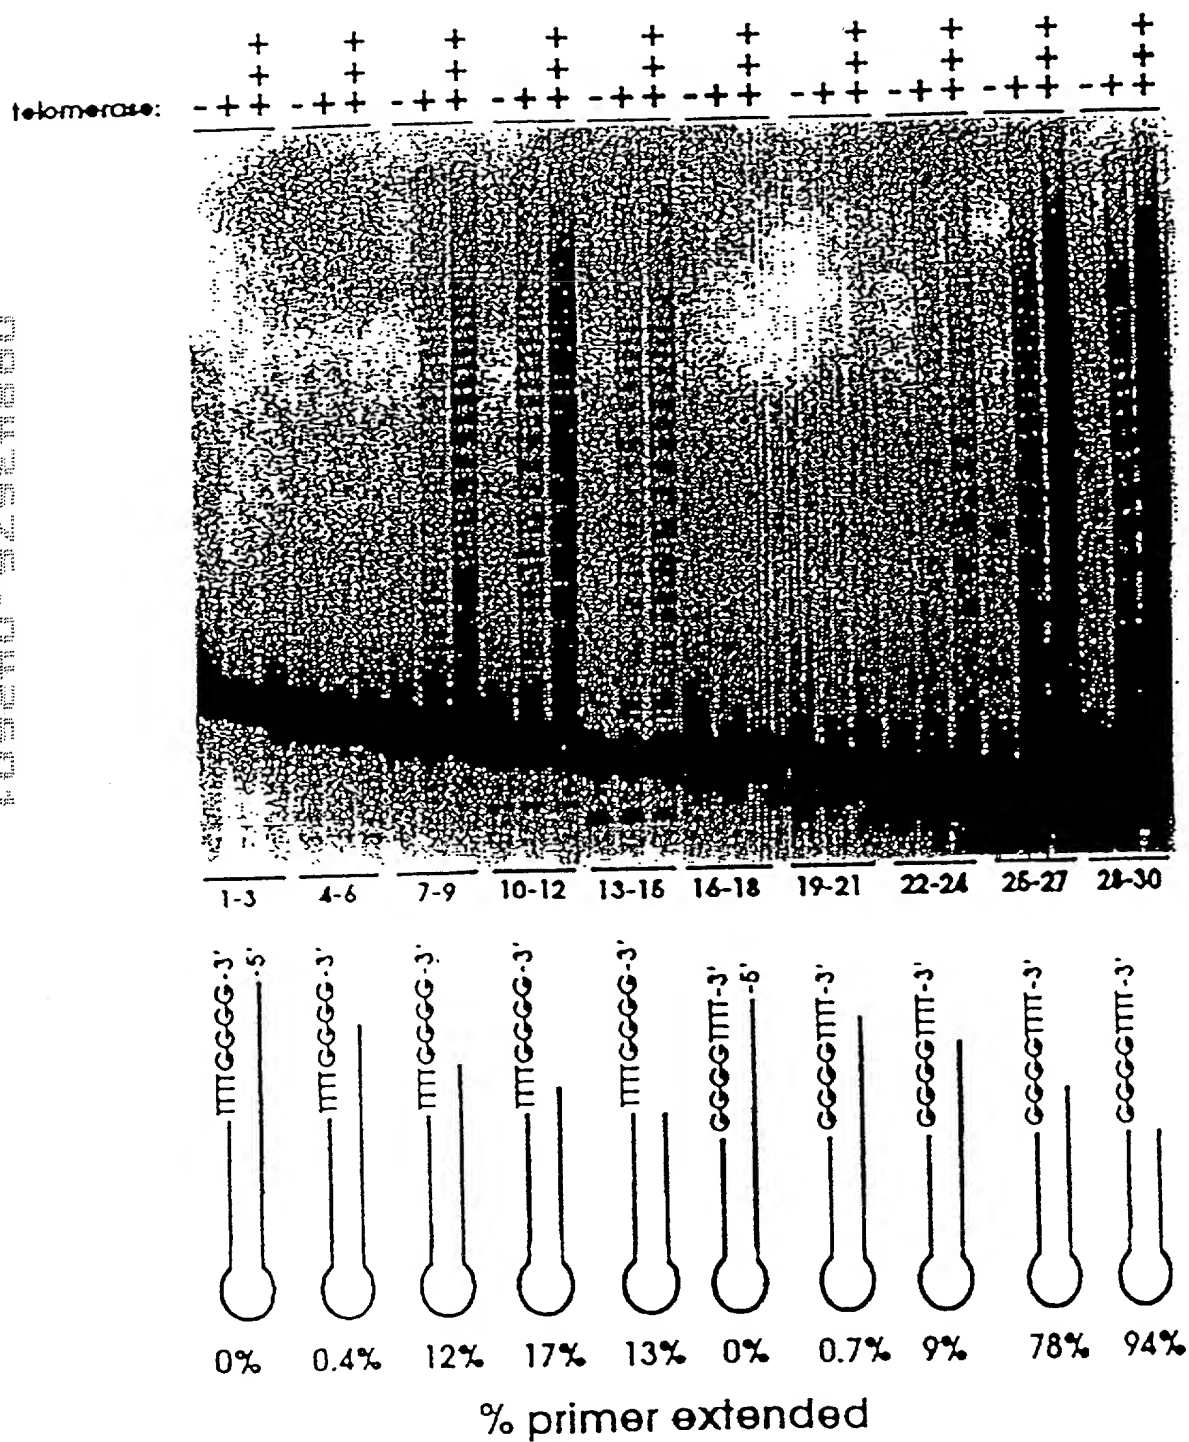 + + + + + + + + + +
+ + + + + + + + + +
telomerase: - + + - + + - + + - + + - + + - + + - + + - + + - + + - + +
1-3 4-6 7-9 10-12 13-15 16-18 19-21 22-24 25-27 28-30
TTTTGGGG-3' -5' TTTTGGGG-3' TTTTGGGG-3' TTTTGGGG-3' TTTTGGGG-3' GGGGTTTT-3' -5' GGGGTTTT-3' GGGGTTTT-3' GGGGTTTT-3' GGGGTTTT-3'
0% 0.4% 12% 17% 13% 0% 0.7% 9% 78% 94%
% primer extended